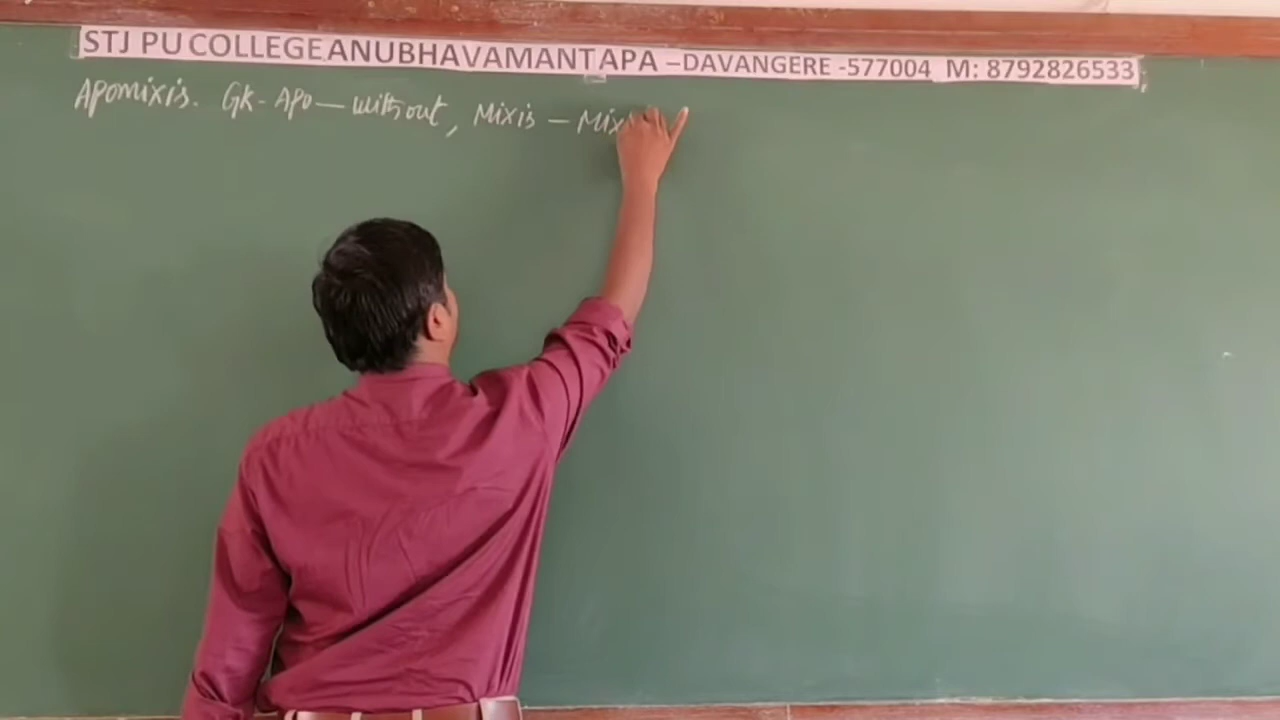 STJ PU COLLEGE ANUBHAVAMANTAPA –DAVANGERE -577004 M: 8792826533
Apomixis. Gk- Apo — without, Mixis — Mix